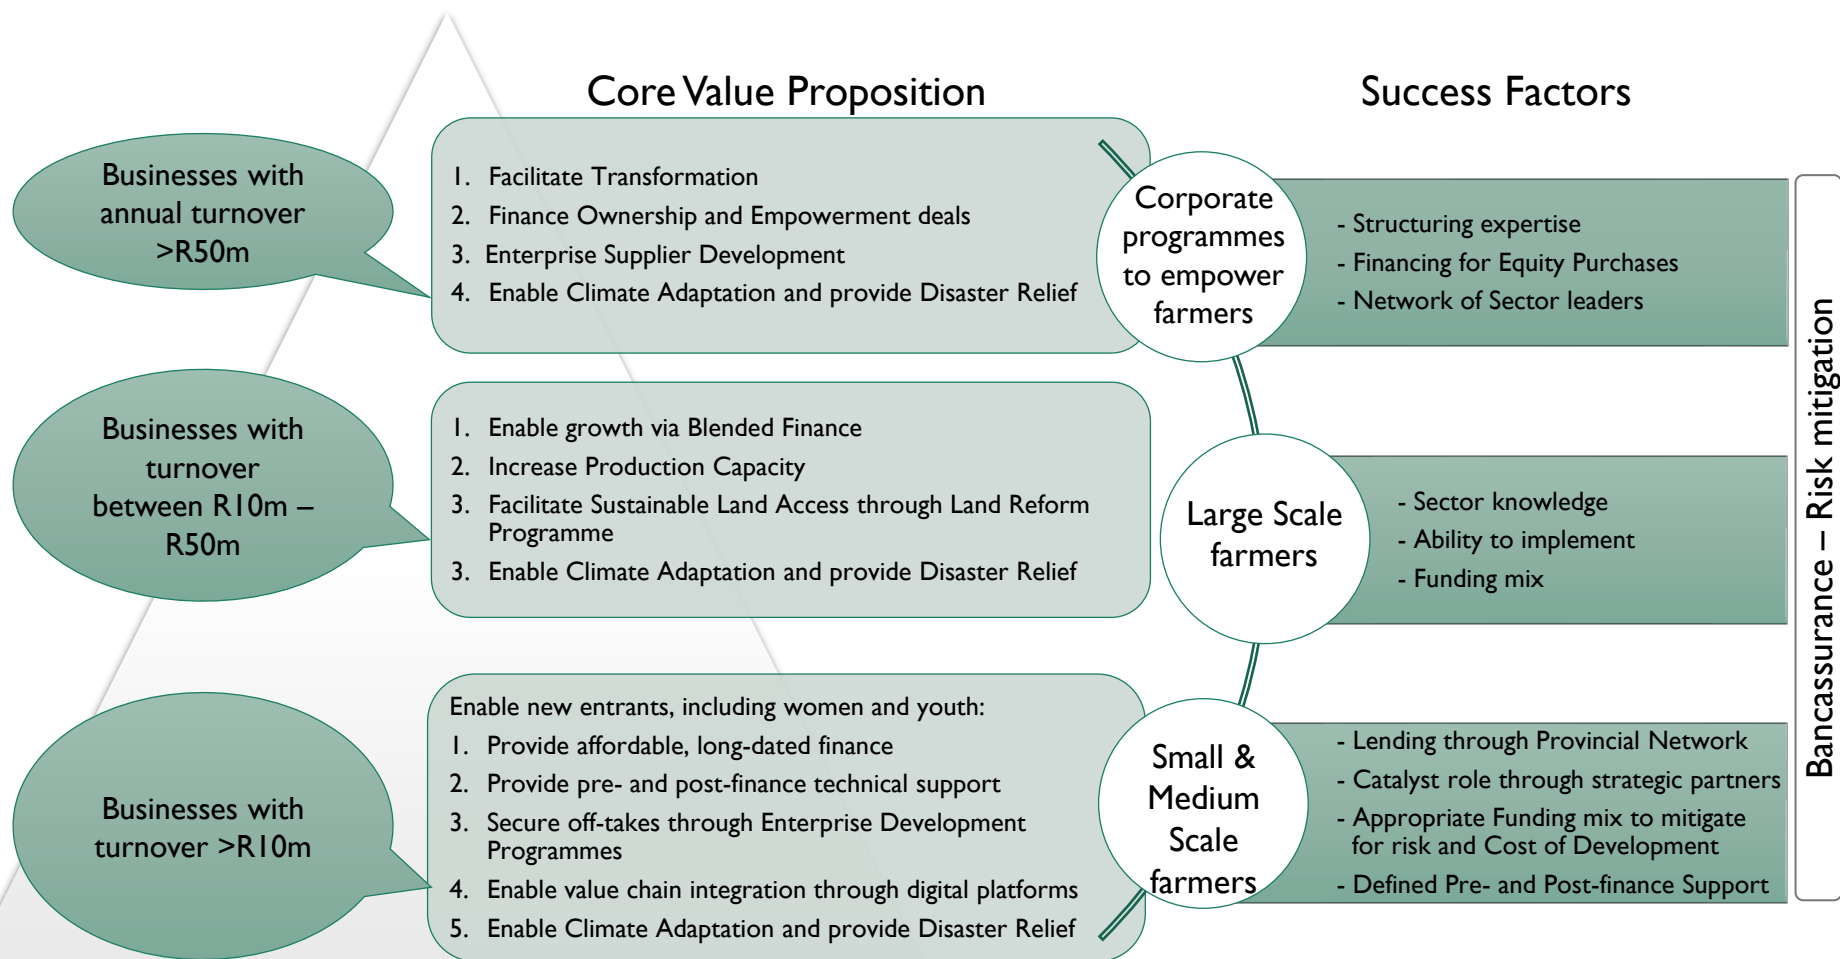 Core Value Proposition
Success Factors
Businesses with
annual turnover
>R50m
1. Facilitate Transformation
2. Finance Ownership and Empowerment deals
3. Enterprise Supplier Development
4. Enable Climate Adaptation and provide Disaster Relief
Corporate
programmes
to empower
farmers
- Structuring expertise
- Financing for Equity Purchases
- Network of Sector leaders
Businesses with
turnover
between R10m –
R50m
1. Enable growth via Blended Finance
2. Increase Production Capacity
3. Facilitate Sustainable Land Access through Land Reform
Programme
3. Enable Climate Adaptation and provide Disaster Relief
Large Scale
farmers
- Sector knowledge
- Ability to implement
- Funding mix
Businesses with
turnover >R10m
Enable new entrants, including women and youth:
1. Provide affordable, long-dated finance
2. Provide pre- and post-finance technical support
3. Secure off-takes through Enterprise Development
Programmes
4. Enable value chain integration through digital platforms
5. Enable Climate Adaptation and provide Disaster Relief
Small &
Medium
Scale
farmers
- Lending through Provincial Network
- Catalyst role through strategic partners
- Appropriate Funding mix to mitigate
for risk and Cost of Development
- Defined Pre- and Post-finance Support
Bancassurance – Risk mitigation